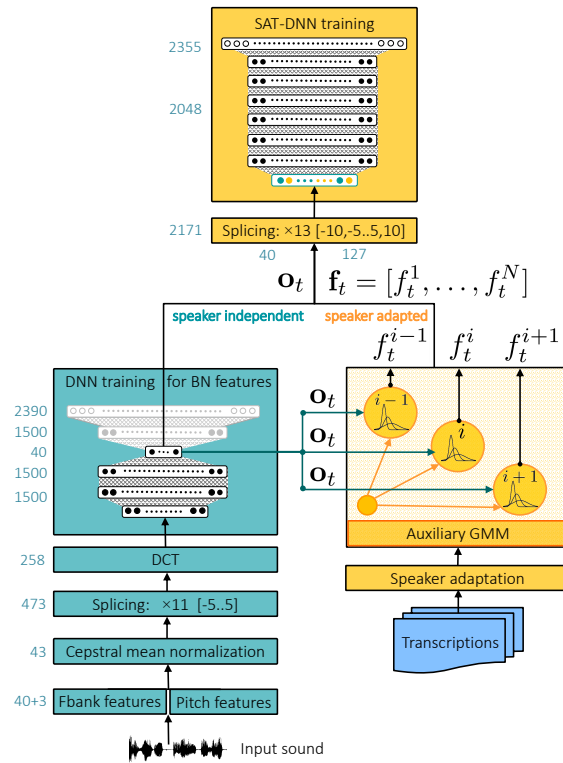 SAT-DNN training
2355
2048
2171
Splicing: ×13 [-10,-5..5,10]
40
127
o_t
f_t = [f_t^1, . . . , f_t^N]
speaker independent
speaker adapted
f_t^{i−1}
f_t^i
f_t^{i+1}
DNN training for BN features
2390
1500
40
1500
1500
o_t
o_t
o_t
i−1
i
i+1
Auxiliary GMM
258
DCT
Speaker adaptation
473
Splicing: ×11 [-5..5]
Transcriptions
43
Cepstral mean normalization
40+3
Fbank features
Pitch features
Input sound